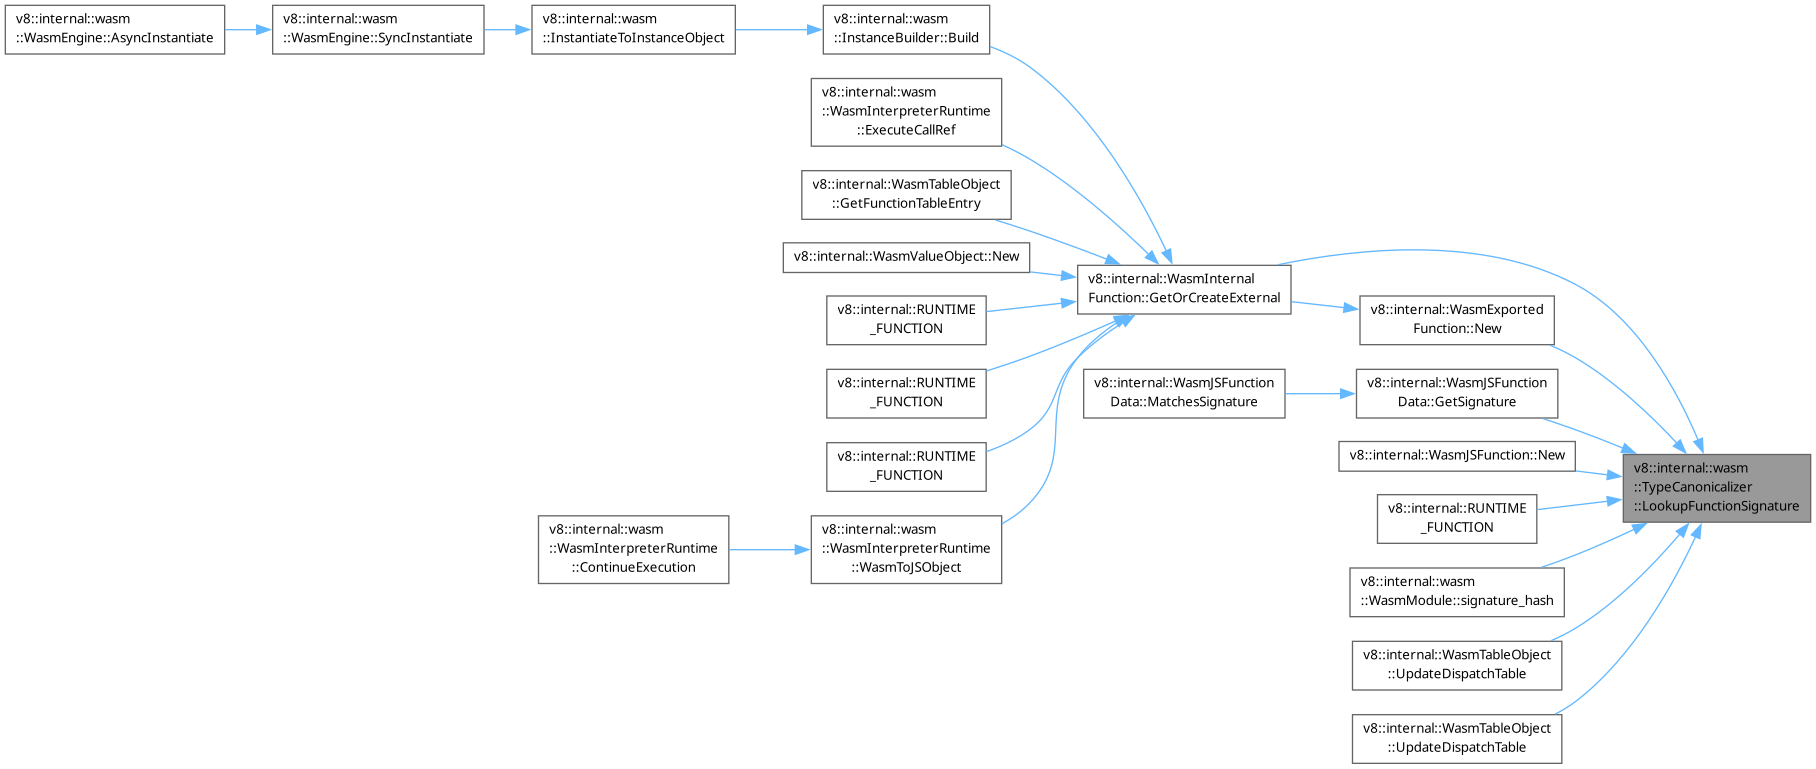 v8::internal::wasm
::WasmEngine::AsyncInstantiate
v8::internal::wasm
::WasmEngine::SyncInstantiate
v8::internal::wasm
::InstantiateToInstanceObject
v8::internal::wasm
::InstanceBuilder::Build
v8::internal::wasm
::WasmInterpreterRuntime
::ExecuteCallRef
v8::internal::WasmTableObject
::GetFunctionTableEntry
v8::internal::WasmValueObject::New
v8::internal::RUNTIME
_FUNCTION
v8::internal::RUNTIME
_FUNCTION
v8::internal::RUNTIME
_FUNCTION
v8::internal::wasm
::WasmInterpreterRuntime
::WasmToJSObject
v8::internal::wasm
::WasmInterpreterRuntime
::ContinueExecution
v8::internal::WasmInternal
Function::GetOrCreateExternal
v8::internal::WasmJSFunction
Data::MatchesSignature
v8::internal::WasmExported
Function::New
v8::internal::WasmJSFunction
Data::GetSignature
v8::internal::WasmJSFunction::New
v8::internal::RUNTIME
_FUNCTION
v8::internal::wasm
::WasmModule::signature_hash
v8::internal::WasmTableObject
::UpdateDispatchTable
v8::internal::WasmTableObject
::UpdateDispatchTable
v8::internal::wasm
::TypeCanonicalizer
::LookupFunctionSignature